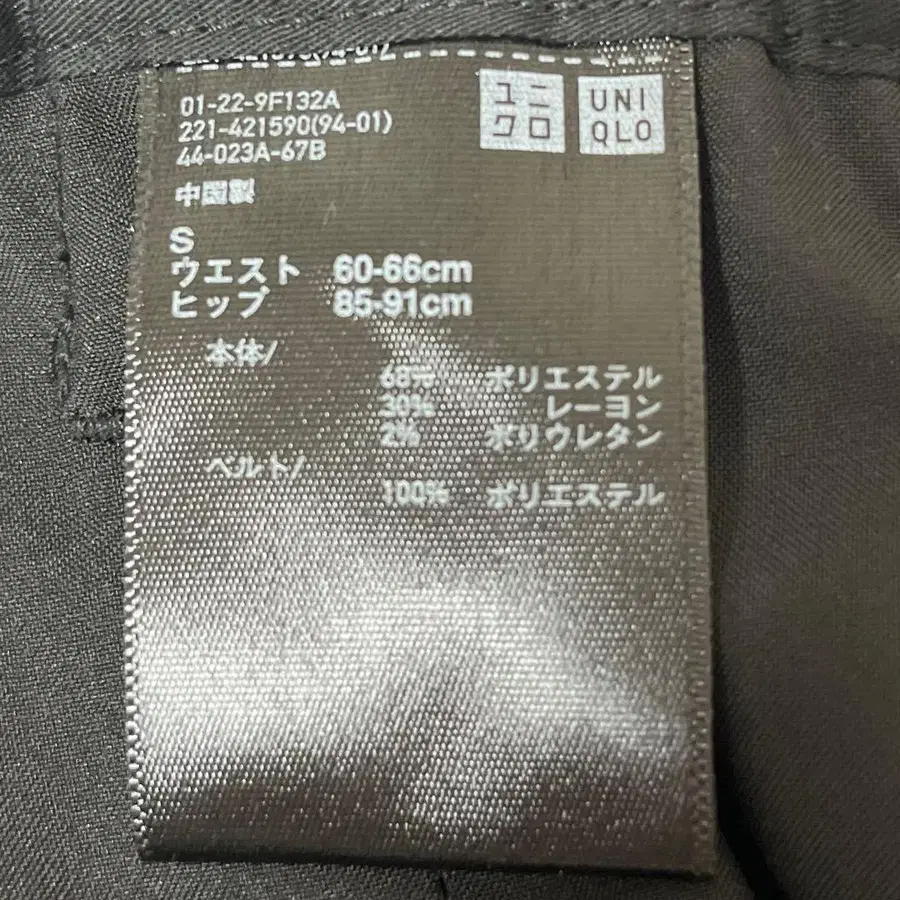 01-22-9F132A
221-421590(94-01)
44-023A-67B
中国製
S
ウエスト 60-66cm
ヒップ 85-91cm
本体/
68% ポリエステル
30% レーヨン
2% ポリウレタン
ベルト/
100% ポリエステル
ユニ
クロ
UNI
QLO